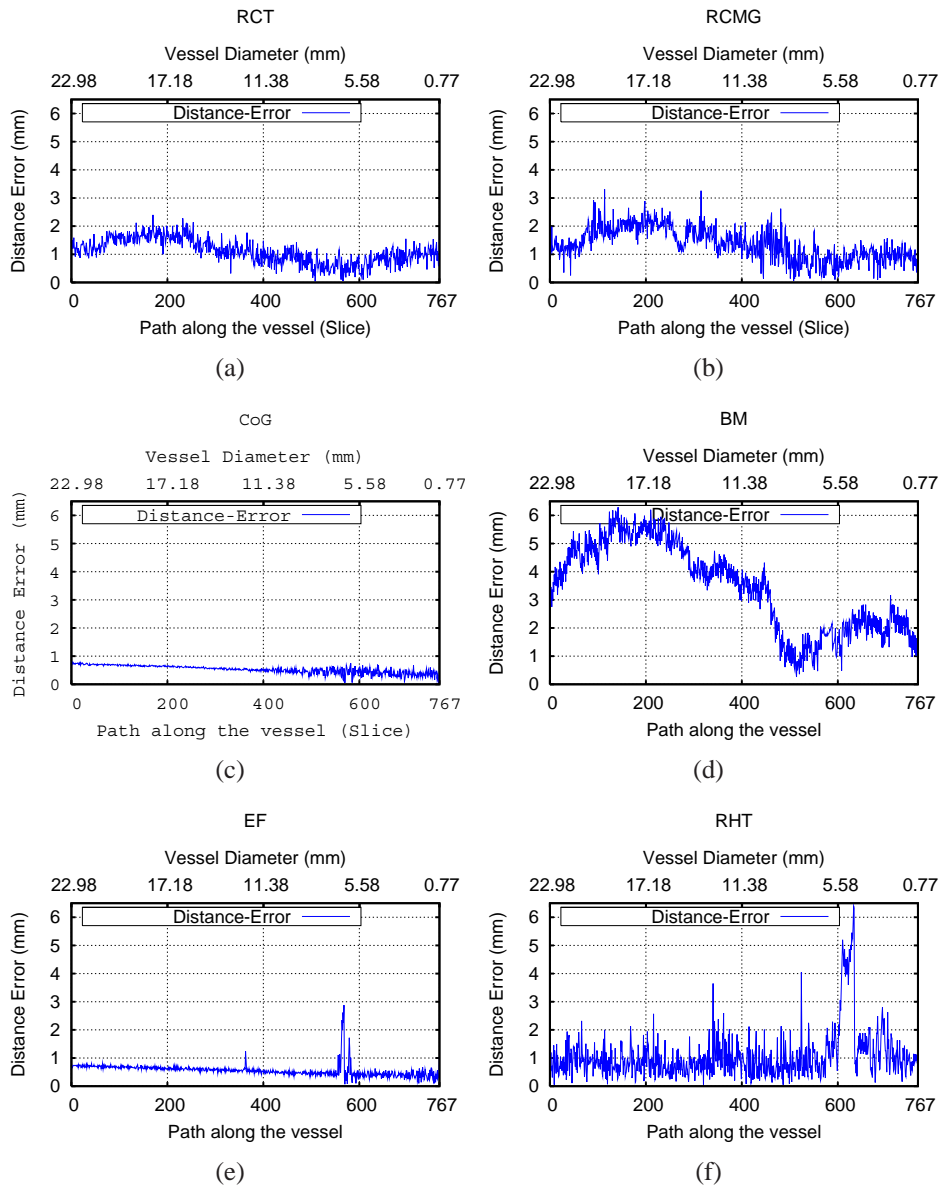 RCT
Vessel Diameter (mm)
22.98 17.18 11.38 5.58 0.77
Distance-Error
Distance Error (mm)
6
5
4
3
2
1
0
0 200 400 600 767
Path along the vessel (Slice)
(a)
RCMG
Vessel Diameter (mm)
22.98 17.18 11.38 5.58 0.77
Distance-Error
Distance Error (mm)
6
5
4
3
2
1
0
0 200 400 600 767
Path along the vessel (Slice)
(b)
CoG
Vessel Diameter (mm)
22.98 17.18 11.38 5.58 0.77
Distance-Error
Distance Error (mm)
6
5
4
3
2
1
0
0 200 400 600 767
Path along the vessel (Slice)
(c)
BM
Vessel Diameter (mm)
22.98 17.18 11.38 5.58 0.77
Distance-Error
Distance Error (mm)
6
5
4
3
2
1
0
0 200 400 600 767
Path along the vessel
(d)
EF
Vessel Diameter (mm)
22.98 17.18 11.38 5.58 0.77
Distance-Error
Distance Error (mm)
6
5
4
3
2
1
0
0 200 400 600 767
Path along the vessel
(e)
RHT
Vessel Diameter (mm)
22.98 17.18 11.38 5.58 0.77
Distance-Error
Distance Error (mm)
6
5
4
3
2
1
0
0 200 400 600 767
Path along the vessel
(f)